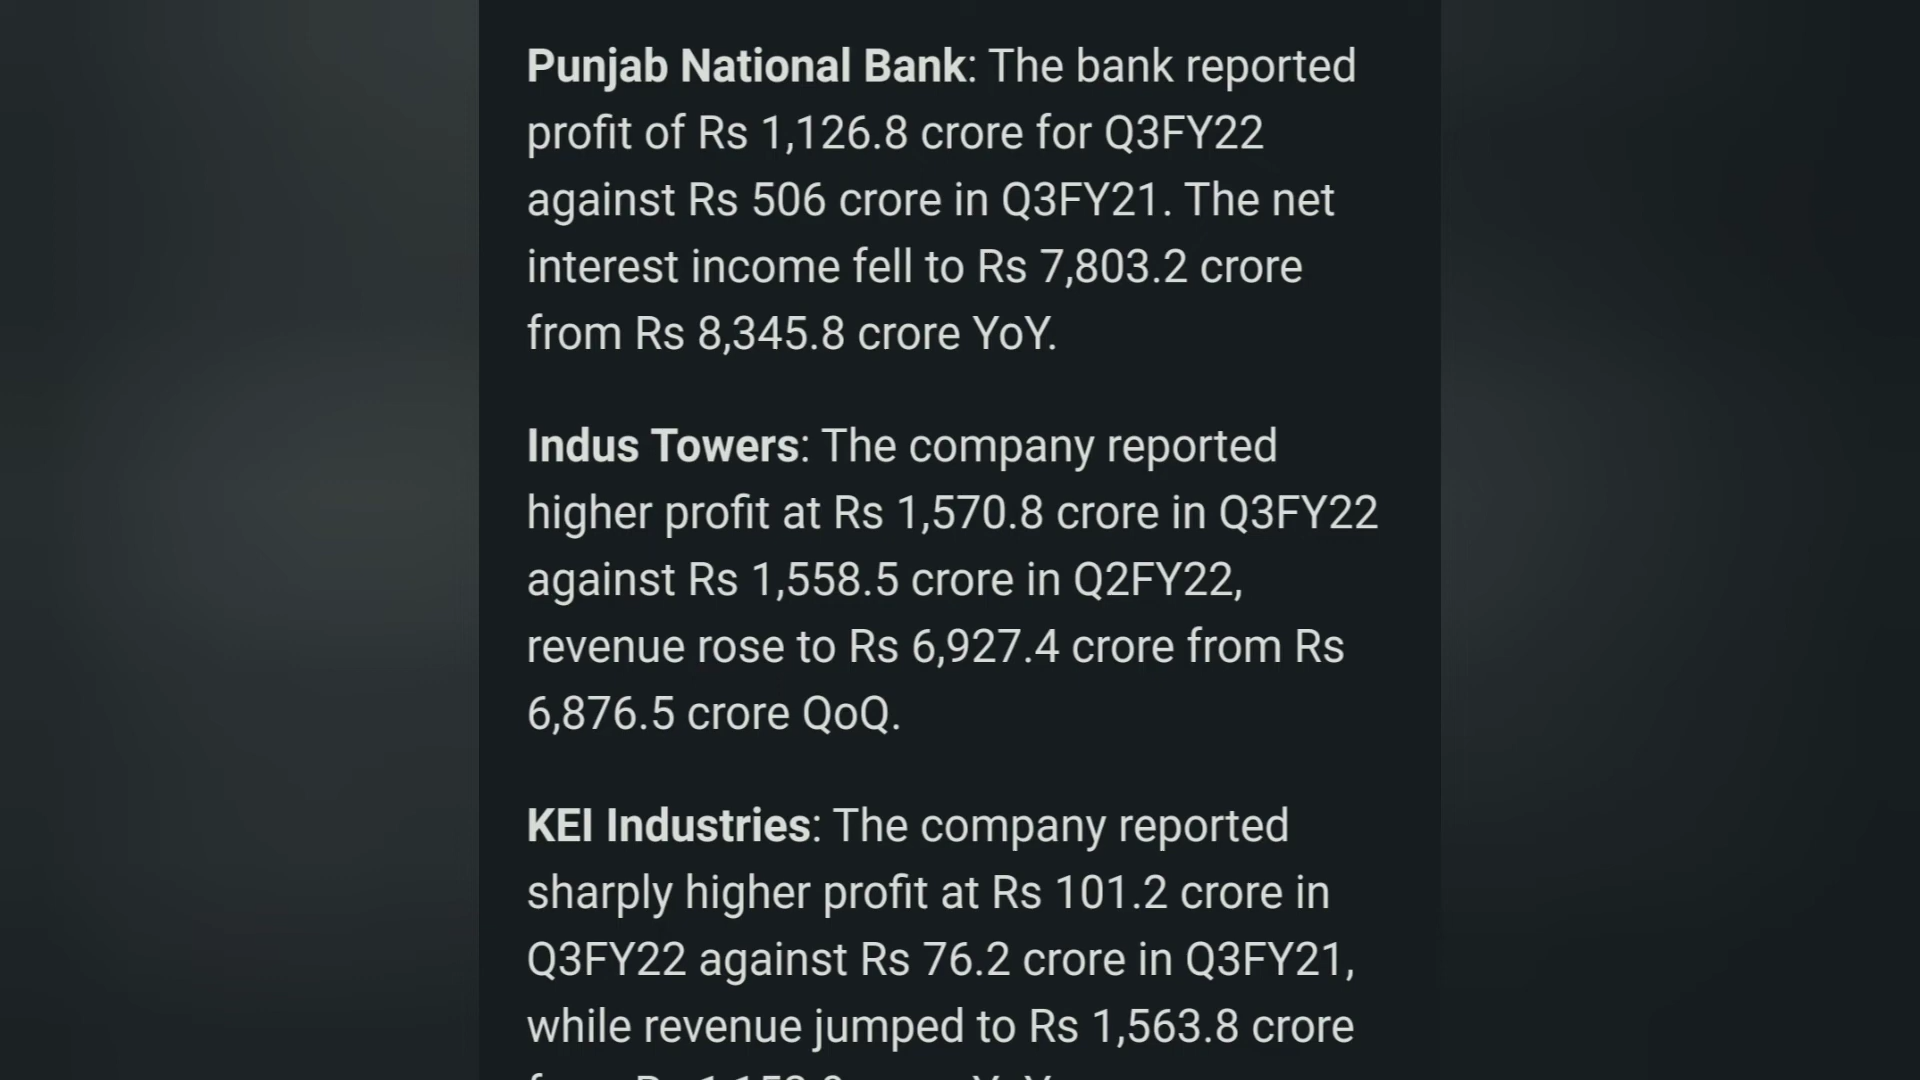 Punjab National Bank: The bank reported
profit of Rs 1,126.8 crore for Q3FY22
against Rs 506 crore in Q3FY21. The net
interest income fell to Rs 7,803.2 crore
from Rs 8,345.8 crore YoY.
Indus Towers: The company reported
higher profit at Rs 1,570.8 crore in Q3FY22
against Rs 1,558.5 crore in Q2FY22,
revenue rose to Rs 6,927.4 crore from Rs
6,876.5 crore QoQ.
KEI Industries: The company reported
sharply higher profit at Rs 101.2 crore in
Q3FY22 against Rs 76.2 crore in Q3FY21,
while revenue jumped to Rs 1,563.8 crore